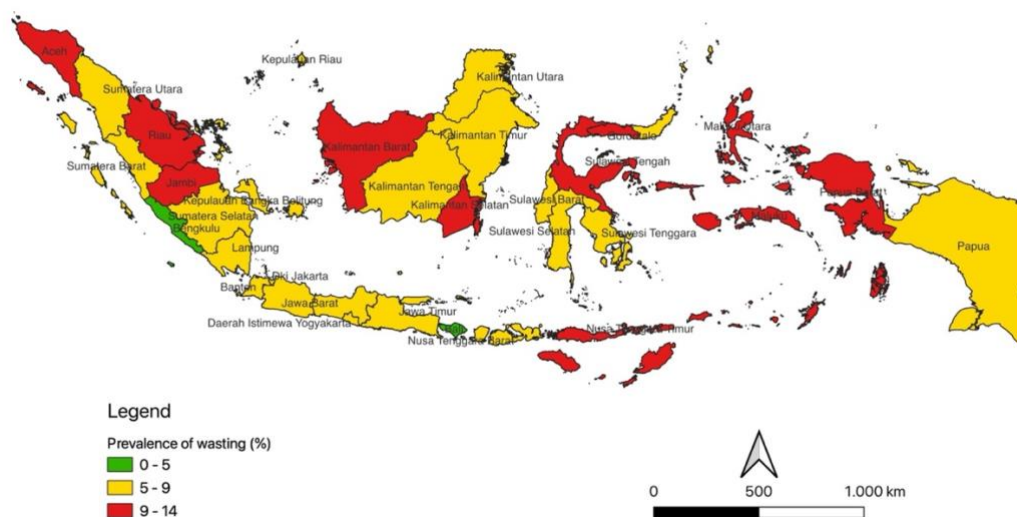 Aceh
Kepulauan Riau
Kalimantan Utara
Sumatera Utara
Riau
Kalimantan Barat
Kalimantan Timur
Gorontalo
Sulawesi Tengah
Sumatera Barat
Jambi
Kalimantan Tengah
Kepulauan Bangka Belitung
Kalimantan Selatan
Sulawesi Barat
Papua Barat
Maluku
Sumatera Selatan
Bengkulu
Sulawesi Selatan
Sulawesi Tenggara
Lampung
Papua
Dki Jakarta
Banten
Jawa Barat
Jawa Timur
Daerah Istimewa Yogyakarta
Nusa Tenggara Barat
Nusa Tenggara Timur
Legend
Prevalence of wasting (%)
0 - 5
5 - 9
9 - 14
0 500 1.000 km